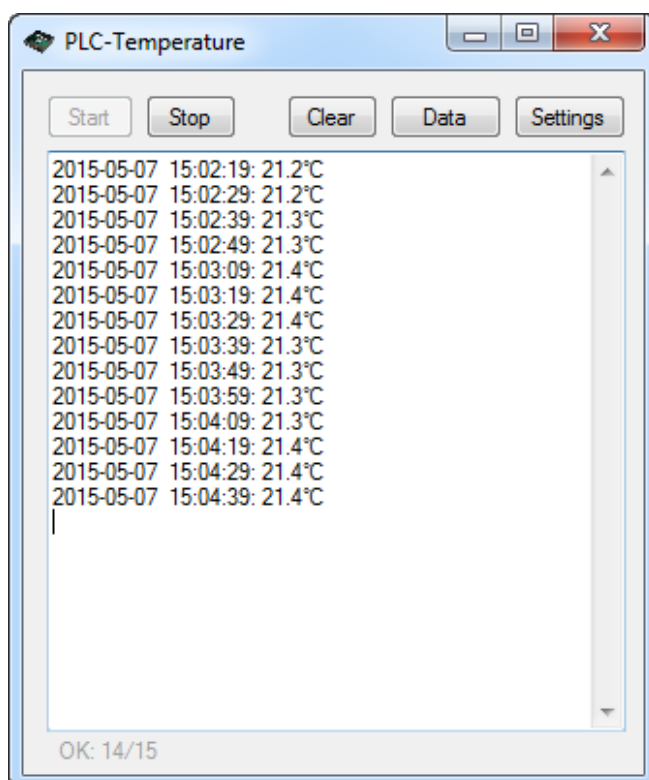 PLC-Temperature
Start Stop Clear Data Settings
2015-05-07 15:02:19: 21.2°C
2015-05-07 15:02:29: 21.2°C
2015-05-07 15:02:39: 21.3°C
2015-05-07 15:02:49: 21.3°C
2015-05-07 15:03:09: 21.4°C
2015-05-07 15:03:19: 21.4°C
2015-05-07 15:03:29: 21.4°C
2015-05-07 15:03:39: 21.3°C
2015-05-07 15:03:49: 21.3°C
2015-05-07 15:03:59: 21.3°C
2015-05-07 15:04:09: 21.3°C
2015-05-07 15:04:19: 21.4°C
2015-05-07 15:04:29: 21.4°C
2015-05-07 15:04:39: 21.4°C
OK: 14/15